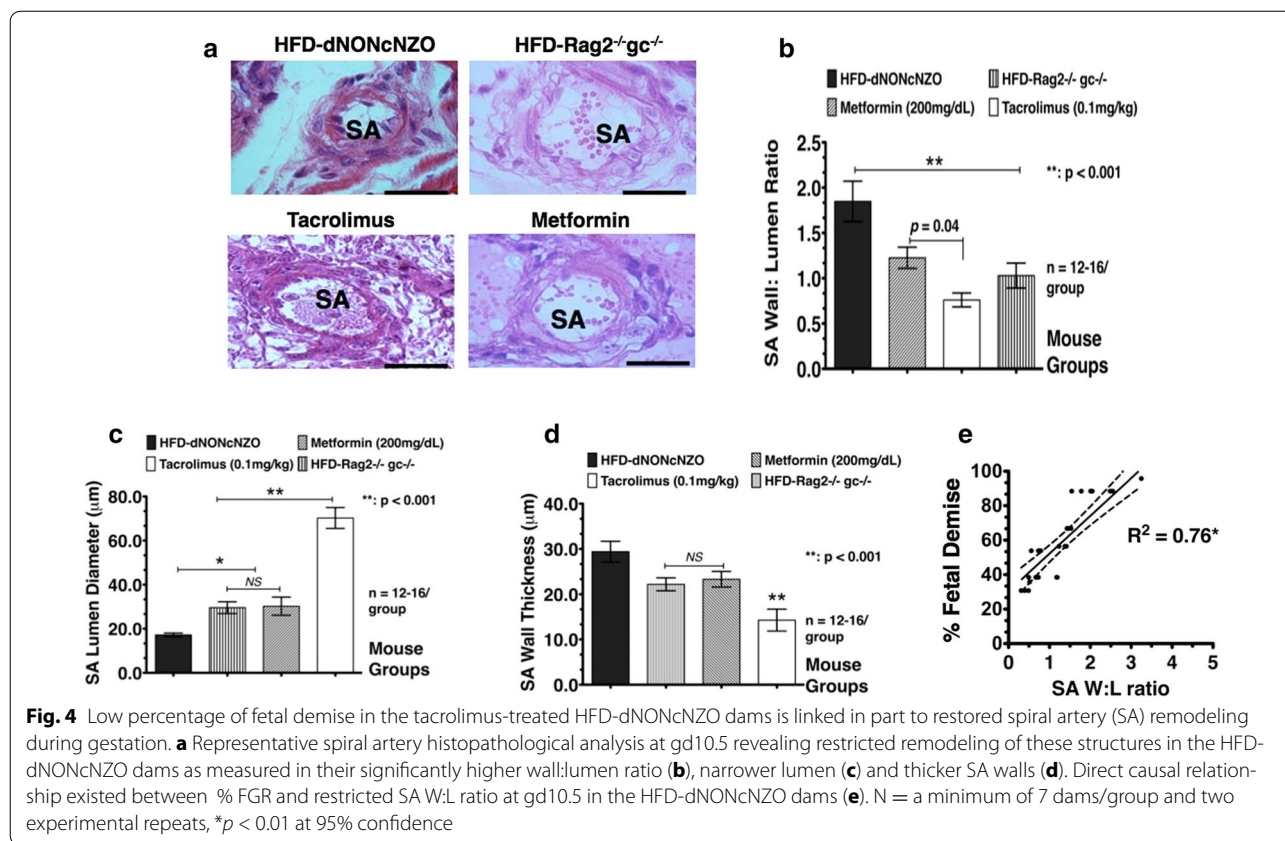 a
HFD-dNONcNZO
HFD-Rag2-/-gc-/-
SA
SA
Tacrolimus
Metformin
SA
SA
b
HFD-dNONcNZO
HFD-Rag2-/- gc-/-
Metformin (200mg/dL)
Tacrolimus (0.1mg/kg)
SA Wall: Lumen Ratio
2.5
2.0
1.5
1.0
0.5
0.0
**
p = 0.04
**: p < 0.001
n = 12-16/
group
Mouse
Groups
c
HFD-dNONcNZO
Metformin (200mg/dL)
Tacrolimus (0.1mg/kg)
HFD-Rag2-/- gc-/-
SA Lumen Diameter (µm)
80.0
60.0
40.0
20.0
0.0
**
*
NS
**: p < 0.001
n = 12-16/
group
Mouse
Groups
d
HFD-dNONcNZO
Metformin (200mg/dL)
Tacrolimus (0.1mg/kg)
HFD-Rag2-/- gc-/-
SA Wall Thickness (µm)
40.0
30.0
20.0
10.0
0.0
NS
**
**: p < 0.001
n = 12-16/
group
Mouse
Groups
e
% Fetal Demise
100
80
60
40
20
0
R2 = 0.76*
0 1 2 3 4 5
SA W:L ratio
Fig. 4 Low percentage of fetal demise in the tacrolimus-treated HFD-dNONcNZO dams is linked in part to restored spiral artery (SA) remodeling
during gestation. a Representative spiral artery histopathological analysis at gd10.5 revealing restricted remodeling of these structures in the HFD-
dNONcNZO dams as measured in their significantly higher wall:lumen ratio (b), narrower lumen (c) and thicker SA walls (d). Direct causal relation-
ship existed between % FGR and restricted SA W:L ratio at gd10.5 in the HFD-dNONcNZO dams (e). N = a minimum of 7 dams/group and two
experimental repeats, *p < 0.01 at 95% confidence